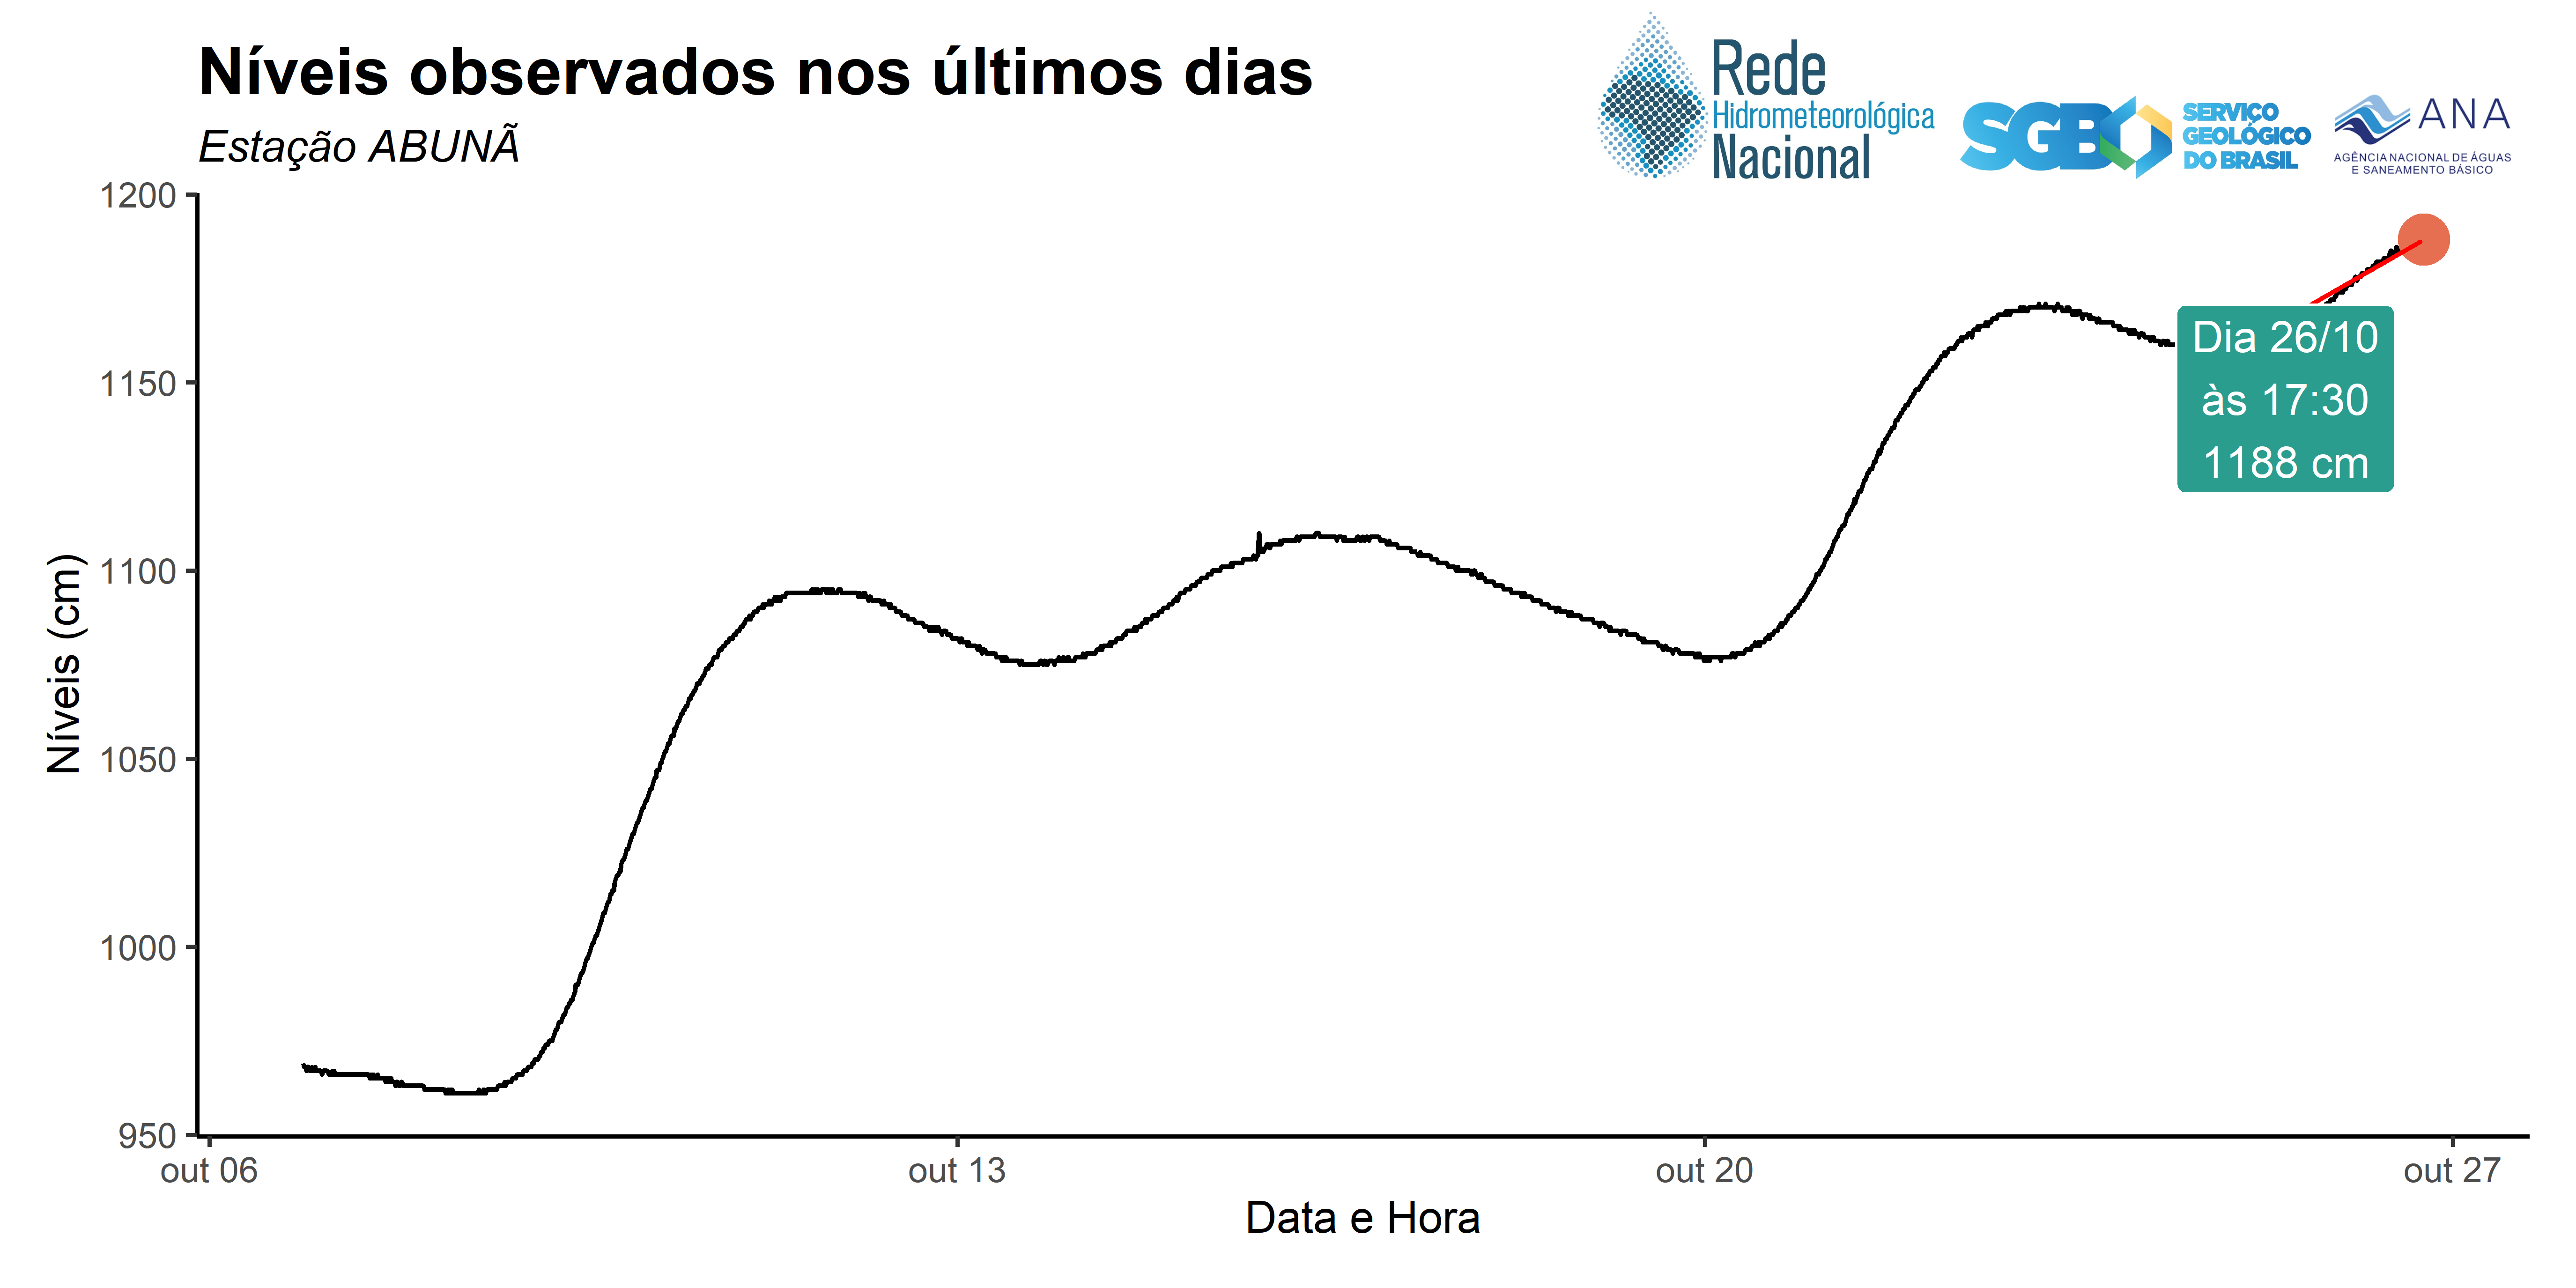 Níveis observados nos últimos dias
Estação ABUNÃ
Rede
Hidrometeorológica
Nacional
SGB
SERVIÇO
GEOLÓGICO
DO BRASIL
ANA
AGÊNCIA NACIONAL DE ÁGUAS
E SANEAMENTO BÁSICO
Níveis (cm)
1200
1150
1100
1050
1000
950
Dia 26/10
às 17:30
1188 cm
out 06
out 13
out 20
out 27
Data e Hora